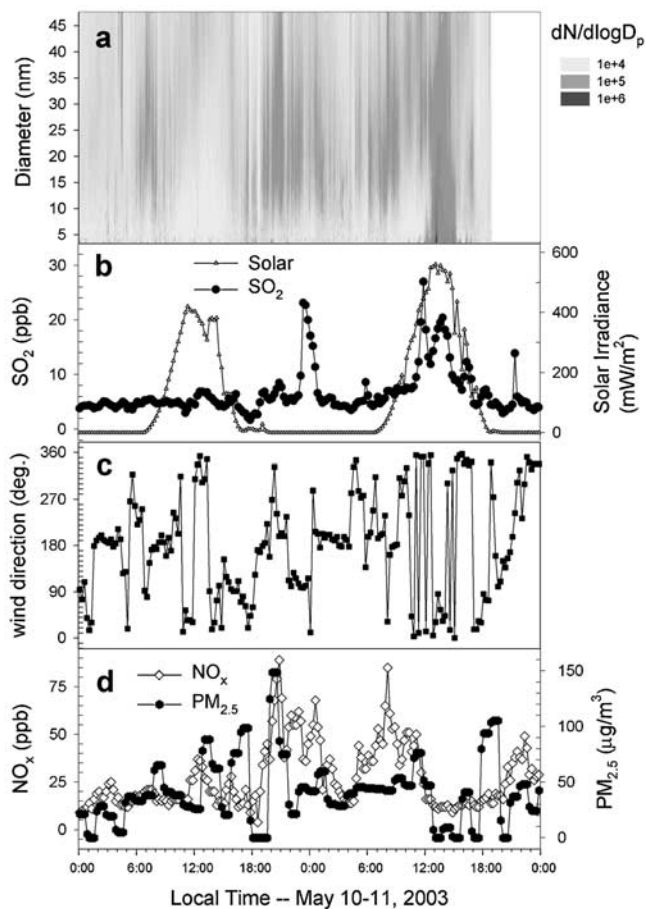 a
dN/dlogDp
1e+4
1e+5
1e+6
Diameter (nm)
45
40
35
30
25
20
15
10
5
b
Solar
SO2
SO2 (ppb)
30
20
10
0
Solar Irradiance
(mW/m2)
600
400
200
0
c
wind direction (deg.)
360
270
180
90
0
d
NOx
PM2.5
NOx (ppb)
75
50
25
0
PM2.5 (µg/m3)
150
100
50
0
0:00 6:00 12:00 18:00 0:00 6:00 12:00 18:00 0:00
Local Time -- May 10-11, 2003